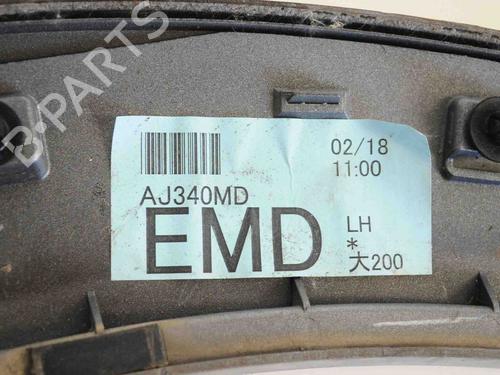 B-PARTS
02/18
11:00
AJ340MD
EMD
LH
*
大200